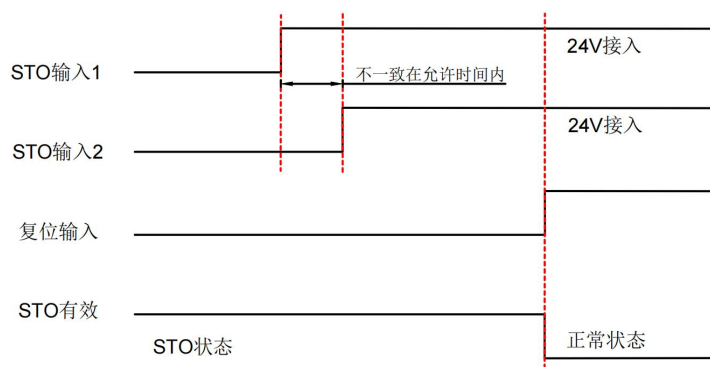 STO输入1
24V接入
不一致在允许时间内
STO输入2
24V接入
复位输入
STO有效
STO状态
正常状态